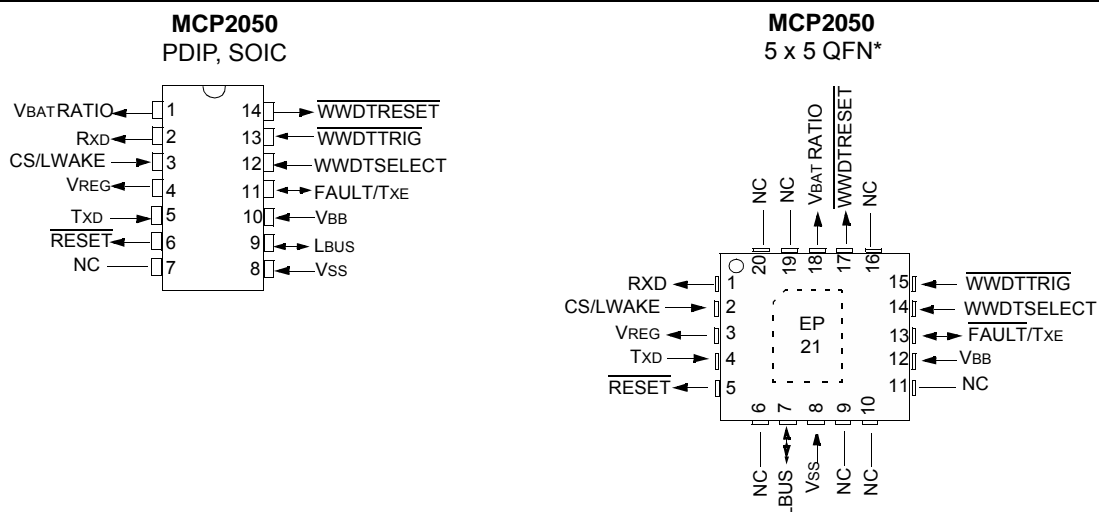 MCP2050
PDIP, SOIC
VBATRATIO 1
RXD 2
CS/LWAKE 3
VREG 4
TXD 5
RESET 6
NC 7
14 WWDTRESET
13 WWDTTRIG
12 WWDTSELECT
11 FAULT/TXE
10 VBB
9 LBUS
8 VSS
MCP2050
5 x 5 QFN*
NC 20
NC 19
VBATRATIO 18
WWDTRESET 17
NC 16
RXD 1
CS/LWAKE 2
VREG 3
TXD 4
RESET 5
EP
21
15 WWDTTRIG
14 WWDTSELECT
13 FAULT/TXE
12 VBB
11 NC
NC 6
LBUS 7
VSS 8
NC 9
NC 10